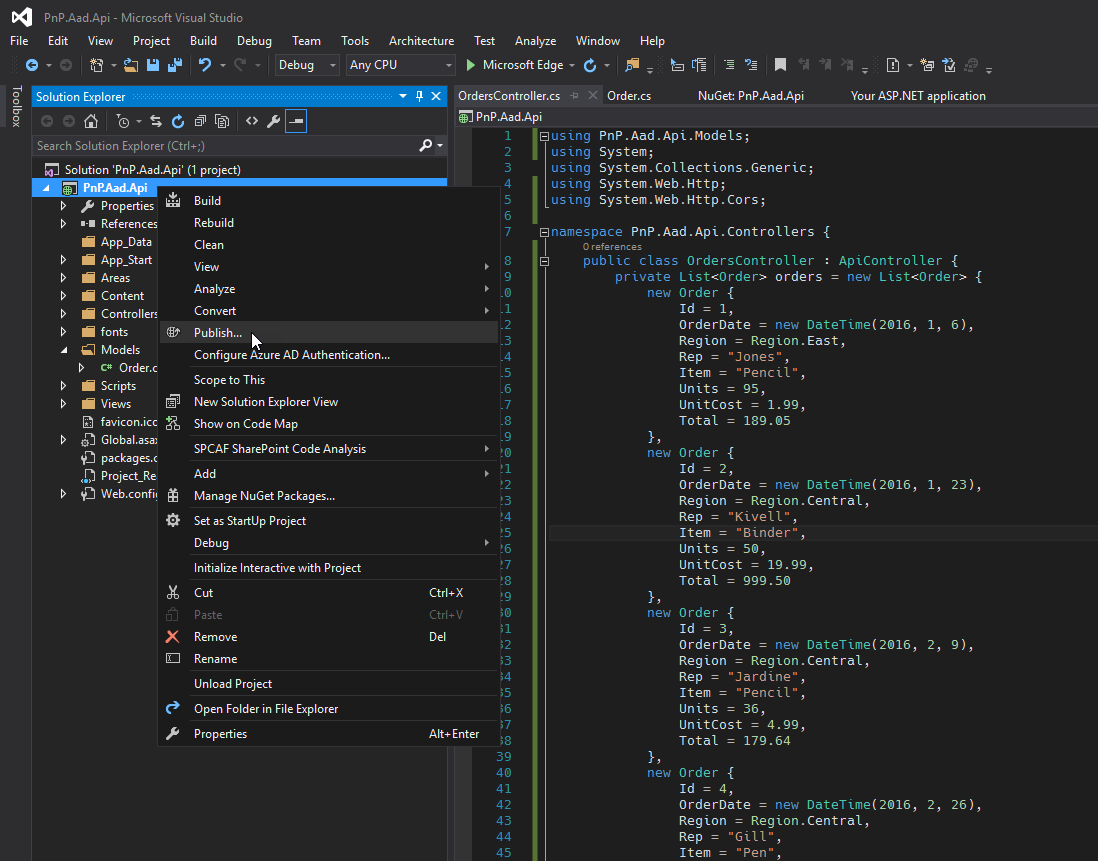 PnP.Aad.Api - Microsoft Visual Studio
File Edit View Project Build Debug Team Tools Architecture Test Analyze Window Help
Debug Any CPU Microsoft Edge
Toolbox
Solution Explorer
Search Solution Explorer (Ctrl+;)
Solution 'PnP.Aad.Api' (1 project)
PnP.Aad.Api
Properties
References
App_Data
App_Start
Areas
Content
Controllers
fonts
Models
C# Order.c
Scripts
Views
favicon.ico
Global.asax
packages.c
Project_Re
Web.config
Build
Rebuild
Clean
View
Analyze
Convert
Publish...
Configure Azure AD Authentication...
Scope to This
New Solution Explorer View
Show on Code Map
SPCAF SharePoint Code Analysis
Add
Manage NuGet Packages...
Set as StartUp Project
Debug
Initialize Interactive with Project
Cut Ctrl+X
Paste Ctrl+V
Remove Del
Rename
Unload Project
Open Folder in File Explorer
Properties Alt+Enter
OrdersController.cs Order.cs NuGet: PnP.Aad.Api Your ASP.NET application
PnP.Aad.Api
1 using PnP.Aad.Api.Models;
2 using System;
3 using System.Collections.Generic;
4 using System.Web.Http;
5 using System.Web.Http.Cors;
6
7 namespace PnP.Aad.Api.Controllers {
0 references
8 public class OrdersController : ApiController {
9 private List<Order> orders = new List<Order> {
0 new Order {
1 Id = 1,
2 OrderDate = new DateTime(2016, 1, 6),
3 Region = Region.East,
4 Rep = "Jones",
5 Item = "Pencil",
6 Units = 95,
7 UnitCost = 1.99,
8 Total = 189.05
9 },
20 new Order {
21 Id = 2,
22 OrderDate = new DateTime(2016, 1, 23),
23 Region = Region.Central,
24 Rep = "Kivell",
25 Item = "Binder",
26 Units = 50,
27 UnitCost = 19.99,
28 Total = 999.50
29 },
30 new Order {
31 Id = 3,
32 OrderDate = new DateTime(2016, 2, 9),
33 Region = Region.Central,
34 Rep = "Jardine",
35 Item = "Pencil",
36 Units = 36,
37 UnitCost = 4.99,
38 Total = 179.64
39 },
40 new Order {
41 Id = 4,
42 OrderDate = new DateTime(2016, 2, 26),
43 Region = Region.Central,
44 Rep = "Gill",
45 Item = "Pen",